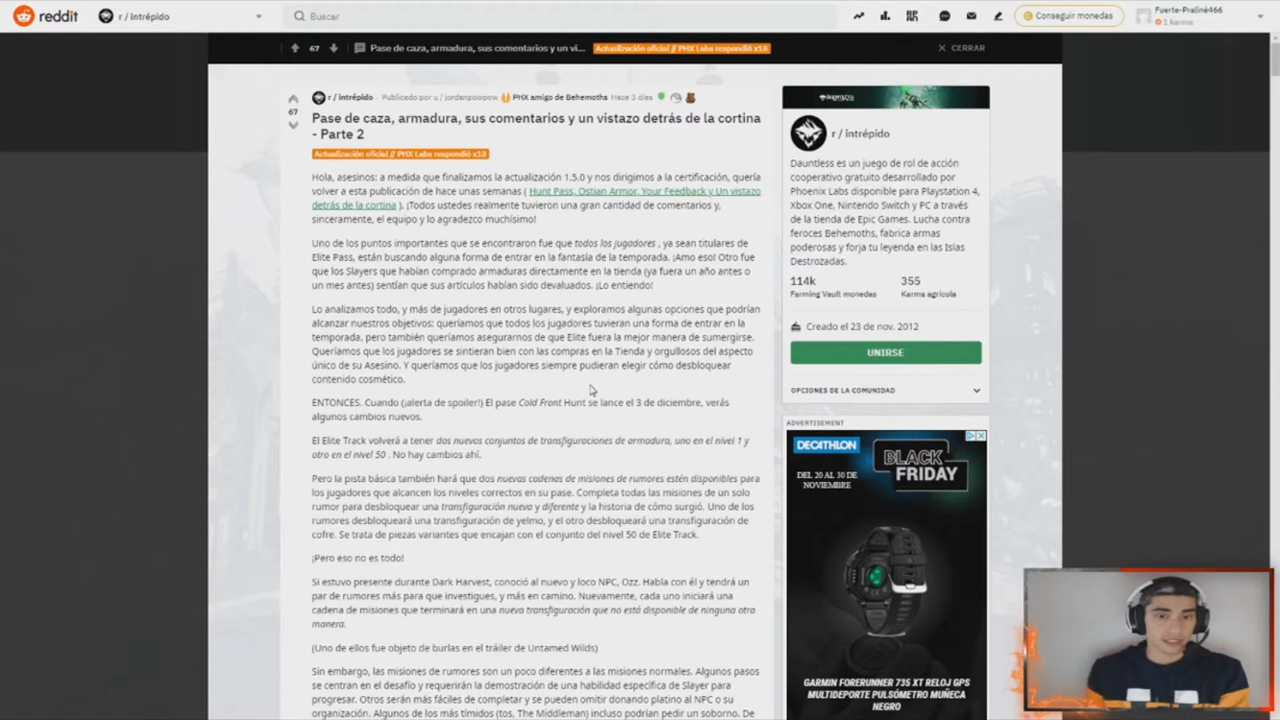 reddit
r / intrépido
Buscar
Conseguir monedas
Fuerte-Praliné466
1 karma
67
Pase de caza, armadura, sus comentarios y un vi...
Actualización oficial // PHX Labs respondió x18
CERRAR
r / intrépido
Publicado por u / jordanpowpow
PHX amigo de Behemoths
Hace 3 días
67
Pase de caza, armadura, sus comentarios y un vistazo detrás de la cortina
- Parte 2
Actualización oficial // PHX Labs respondió x18
Hola, asesinos: a medida que finalizamos la actualización 1.5.0 y nos dirigimos a la certificación, quería
volver a esta publicación de hace unas semanas ( Hunt Pass, Ostian Armor, Your Feedback y Un vistazo
detrás de la cortina ). ¡Todos ustedes realmente tuvieron una gran cantidad de comentarios y,
sinceramente, el equipo y lo agradezco muchísimo!
Uno de los puntos importantes que se encontraron fue que todos los jugadores , ya sean titulares de
Elite Pass, están buscando alguna forma de entrar en la fantasía de la temporada. ¡Amo eso! Otro fue
que los Slayers que habían comprado armaduras directamente en la tienda (ya fuera un año antes o
un mes antes) sentían que sus artículos habían sido devaluados. ¡Lo entiendo!
Lo analizamos todo, y más de jugadores en otros lugares, y exploramos algunas opciones que podrían
alcanzar nuestros objetivos: queríamos que todos los jugadores tuvieran una forma de entrar en la
temporada, pero también queríamos asegurarnos de que Elite fuera la mejor manera de sumergirse.
Queríamos que los jugadores se sintieran bien con las compras en la Tienda y orgullosos del aspecto
único de su Asesino. Y queríamos que los jugadores siempre pudieran elegir cómo desbloquear
contenido cosmético.
ENTONCES. Cuando (¡alerta de spoiler!) El pase Cold Front Hunt se lance el 3 de diciembre, verás
algunos cambios nuevos.
El Elite Track volverá a tener dos nuevos conjuntos de transfiguraciones de armadura, uno en el nivel 1 y
otro en el nivel 50 . No hay cambios ahí.
Pero la pista básica también hará que dos nuevas cadenas de misiones de rumores estén disponibles para
los jugadores que alcancen los niveles correctos en su pase. Completa todas las misiones de un solo
rumor para desbloquear una transfiguración nueva y diferente y la historia de cómo surgió. Uno de los
rumores desbloqueará una transfiguración de yelmo, y el otro desbloqueará una transfiguración de
cofre. Se trata de piezas variantes que encajan con el conjunto del nivel 50 de Elite Track.
¡Pero eso no es todo!
Si estuvo presente durante Dark Harvest, conoció al nuevo y loco NPC, Ozz. Habla con él y tendrá un
par de rumores más para que investigues, y más en camino. Nuevamente, cada uno iniciará una
cadena de misiones que terminará en una nueva transfiguración que no está disponible de ninguna otra
manera.
(Uno de ellos fue objeto de burlas en el tráiler de Untamed Wilds)
Sin embargo, las misiones de rumores son un poco diferentes a las misiones normales. Algunos pasos
se centran en el desafío y requerirán la demostración de una habilidad específica de Slayer para
progresar. Otros serán más fáciles de completar y se pueden omitir donando platino al NPC o su
organización. Algunos de los más tímidos (tos, The Middleman) incluso podrían pedir un soborno. De
r / intrépido
Dauntless es un juego de rol de acción
cooperativo gratuito desarrollado por
Phoenix Labs disponible para Playstation 4,
Xbox One, Nintendo Switch y PC a través
de la tienda de Epic Games. Lucha contra
feroces Behemoths, fabrica armas
poderosas y forja tu leyenda en las Islas
Destrozadas.
114k
355
Farming Vault monedas
Karma agrícola
Creado el 23 de nov. 2012
UNIRSE
OPCIONES DE LA COMUNIDAD
ADVERTISEMENT
DECATHLON
BLACK
FRIDAY
DEL 20 AL 30 DE
NOVIEMBRE
GARMIN FORERUNNER 735 XT RELOJ GPS
MULTIDEPORTE PULSÓMETRO MUÑECA
NEGRO